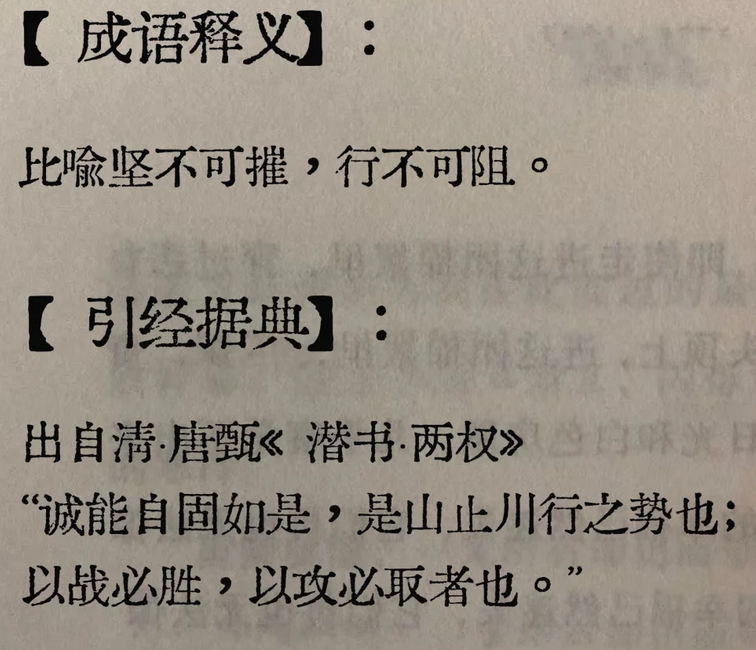 【 成语释义】：
比喻坚不可摧，行不可阻。
【 引经据典】：
出自清·唐甄《 潜书·两权》
“诚能自固如是，是山止川行之势也；
以战必胜，以攻必取者也。”